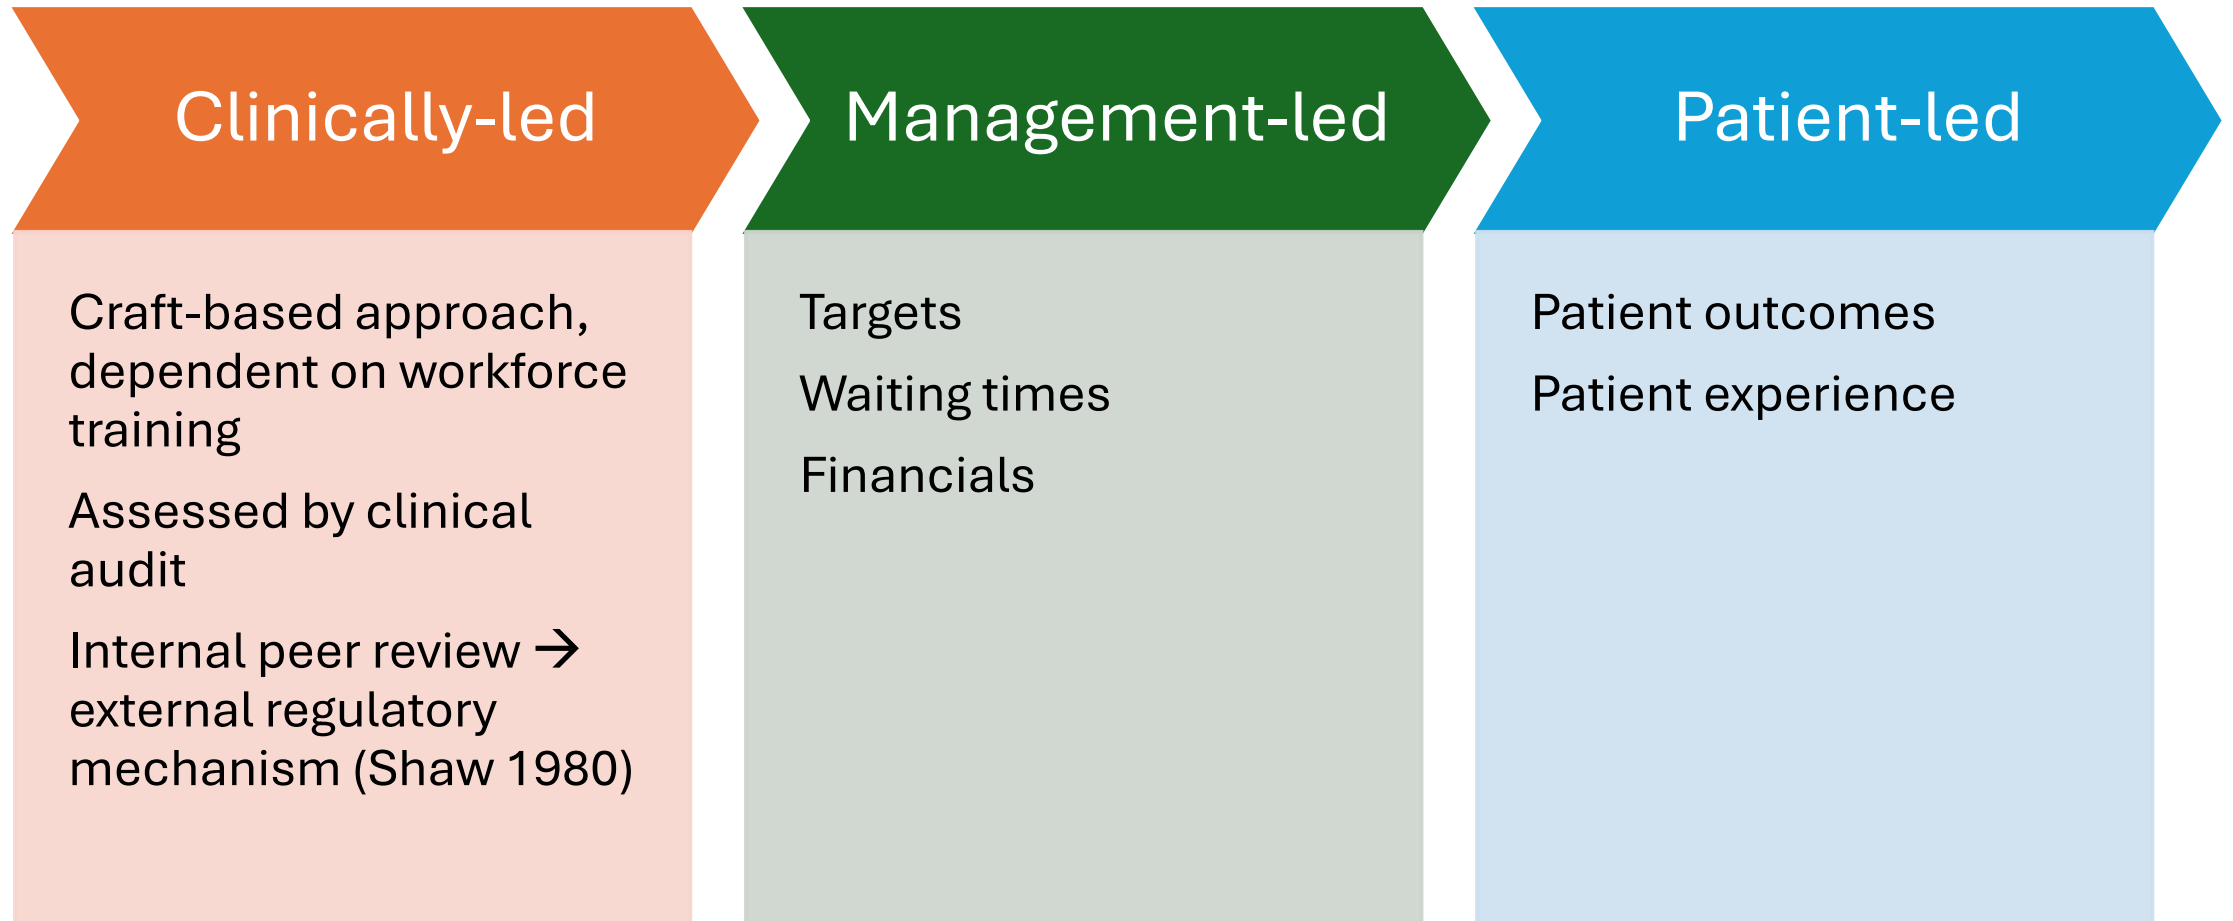 Clinically-led
Craft-based approach,
dependent on workforce
training
Assessed by clinical
audit
Internal peer review →
external regulatory
mechanism (Shaw 1980)
Management-led
Targets
Waiting times
Financials
Patient-led
Patient outcomes
Patient experience